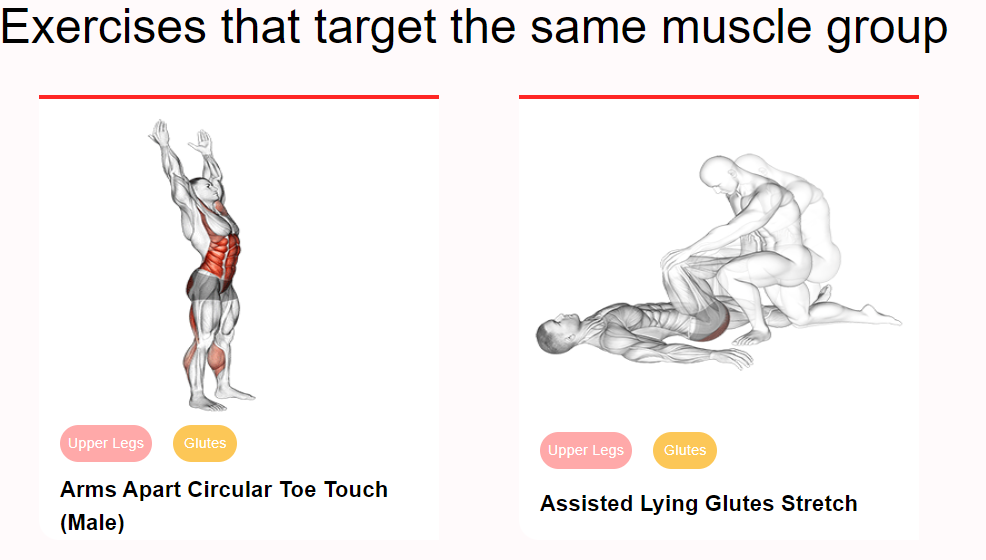 Exercises that target the same muscle group
Upper Legs
Glutes
Arms Apart Circular Toe Touch
(Male)
Upper Legs
Glutes
Assisted Lying Glutes Stretch